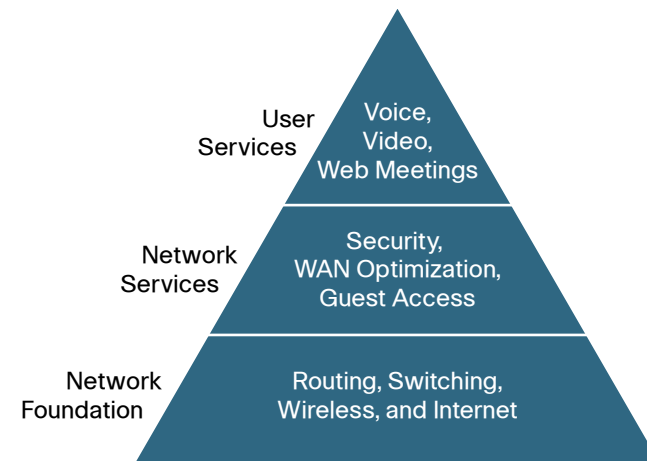 User
Services
Voice,
Video,
Web Meetings
Network
Services
Security,
WAN Optimization,
Guest Access
Network
Foundation
Routing, Switching,
Wireless, and Internet